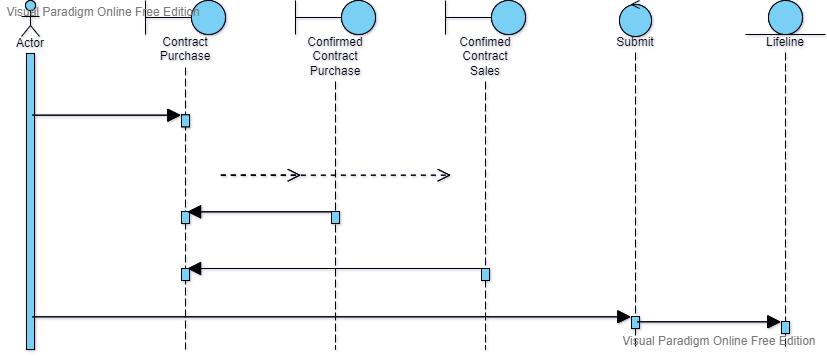 Visual Paradigm Online Free Edition
Actor
Contract
Purchase
Confirmed
Contract
Purchase
Confimed
Contract
Sales
Submit
Lifeline
Visual Paradigm Online Free Edition